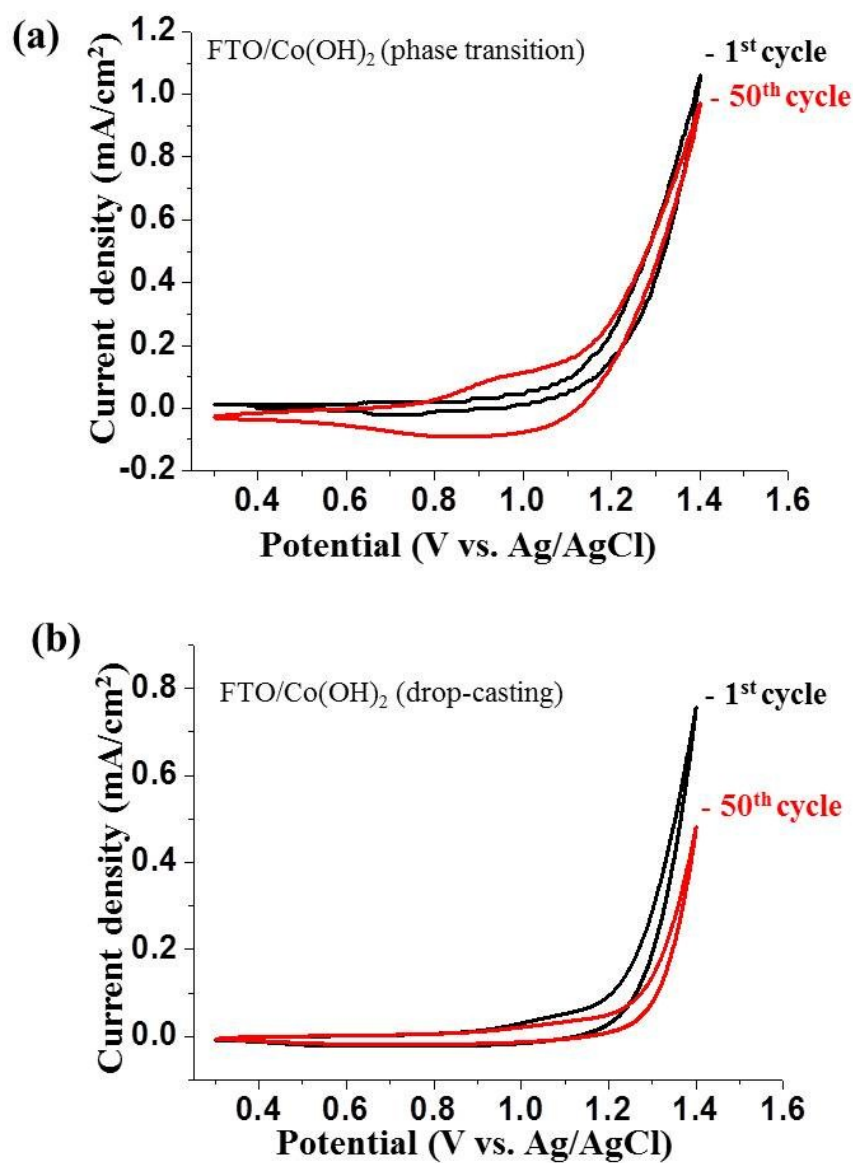 (a)
FTO/Co(OH)₂ (phase transition)
- 1ˢᵗ cycle
- 50ᵗʰ cycle
Current density (mA/cm²)
1.2
1.0
0.8
0.6
0.4
0.2
0.0
-0.2
0.4 0.6 0.8 1.0 1.2 1.4 1.6
Potential (V vs. Ag/AgCl)
(b)
FTO/Co(OH)₂ (drop-casting)
- 1ˢᵗ cycle
- 50ᵗʰ cycle
Current density (mA/cm²)
0.8
0.6
0.4
0.2
0.0
0.4 0.6 0.8 1.0 1.2 1.4 1.6
Potential (V vs. Ag/AgCl)